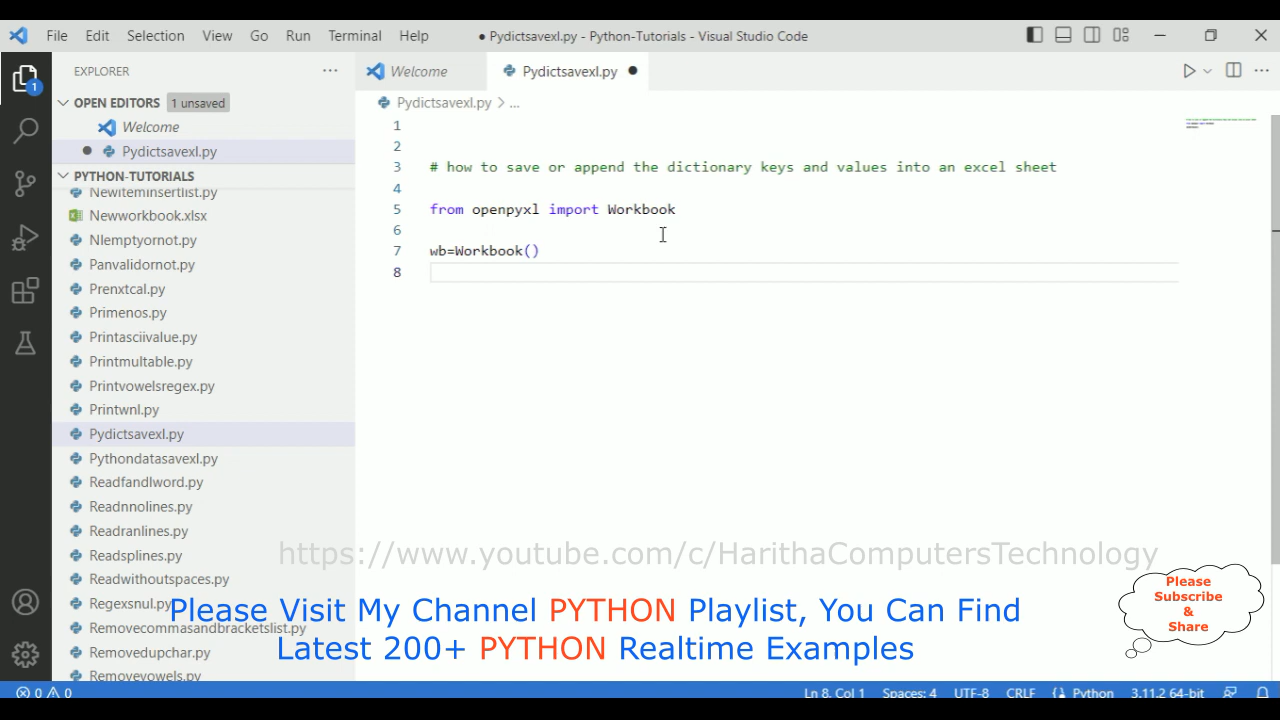 File Edit Selection View Go Run Terminal Help
● Pydictsavexl.py - Python-Tutorials - Visual Studio Code
EXPLORER
OPEN EDITORS 1 unsaved
Welcome
Pydictsavexl.py
PYTHON-TUTORIALS
Newiteminsertlist.py
Newworkbook.xlsx
Nlemptyornot.py
Panvalidornot.py
Prenxtcal.py
Primenos.py
Printasciivalue.py
Printmultable.py
Printvowelsregex.py
Printwnl.py
Pydictsavexl.py
Pythondatasavexl.py
Readfandlword.py
Readnnolines.py
Readranlines.py
Readsplines.py
Readwithoutspaces.py
Regexsnul.py
Removecommasandbracketslist.py
Removedupchar.py
Removevowels.py
1
Welcome
Pydictsavexl.py ●
Pydictsavexl.py > ...
1
2
3 # how to save or append the dictionary keys and values into an excel sheet
4
5 from openpyxl import Workbook
6
7 wb=Workbook()
8
https://www.youtube.com/c/HarithaComputersTechnology
Please Visit My Channel PYTHON Playlist, You Can Find
Latest 200+ PYTHON Realtime Examples
Please
Subscribe
&
Share
0 0
Ln 8, Col 1 Spaces: 4 UTF-8 CRLF Python 3.11.2 64-bit